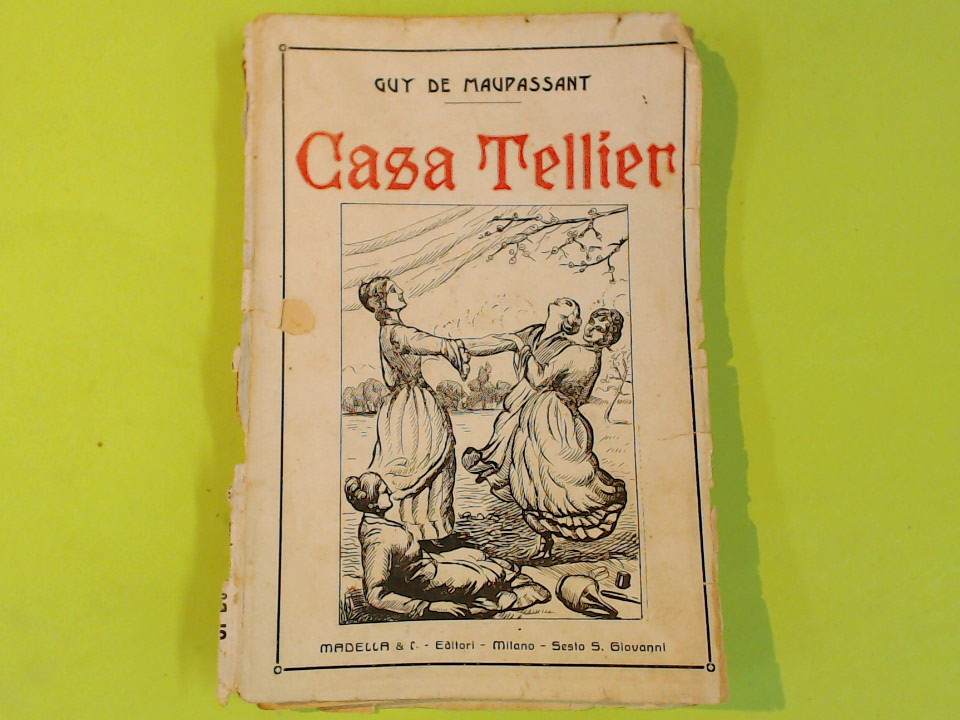 GUY DE MAUPASSANT
Casa Tellier
MADELLA & C. - Editori - Milano - Sesto S. Giovanni